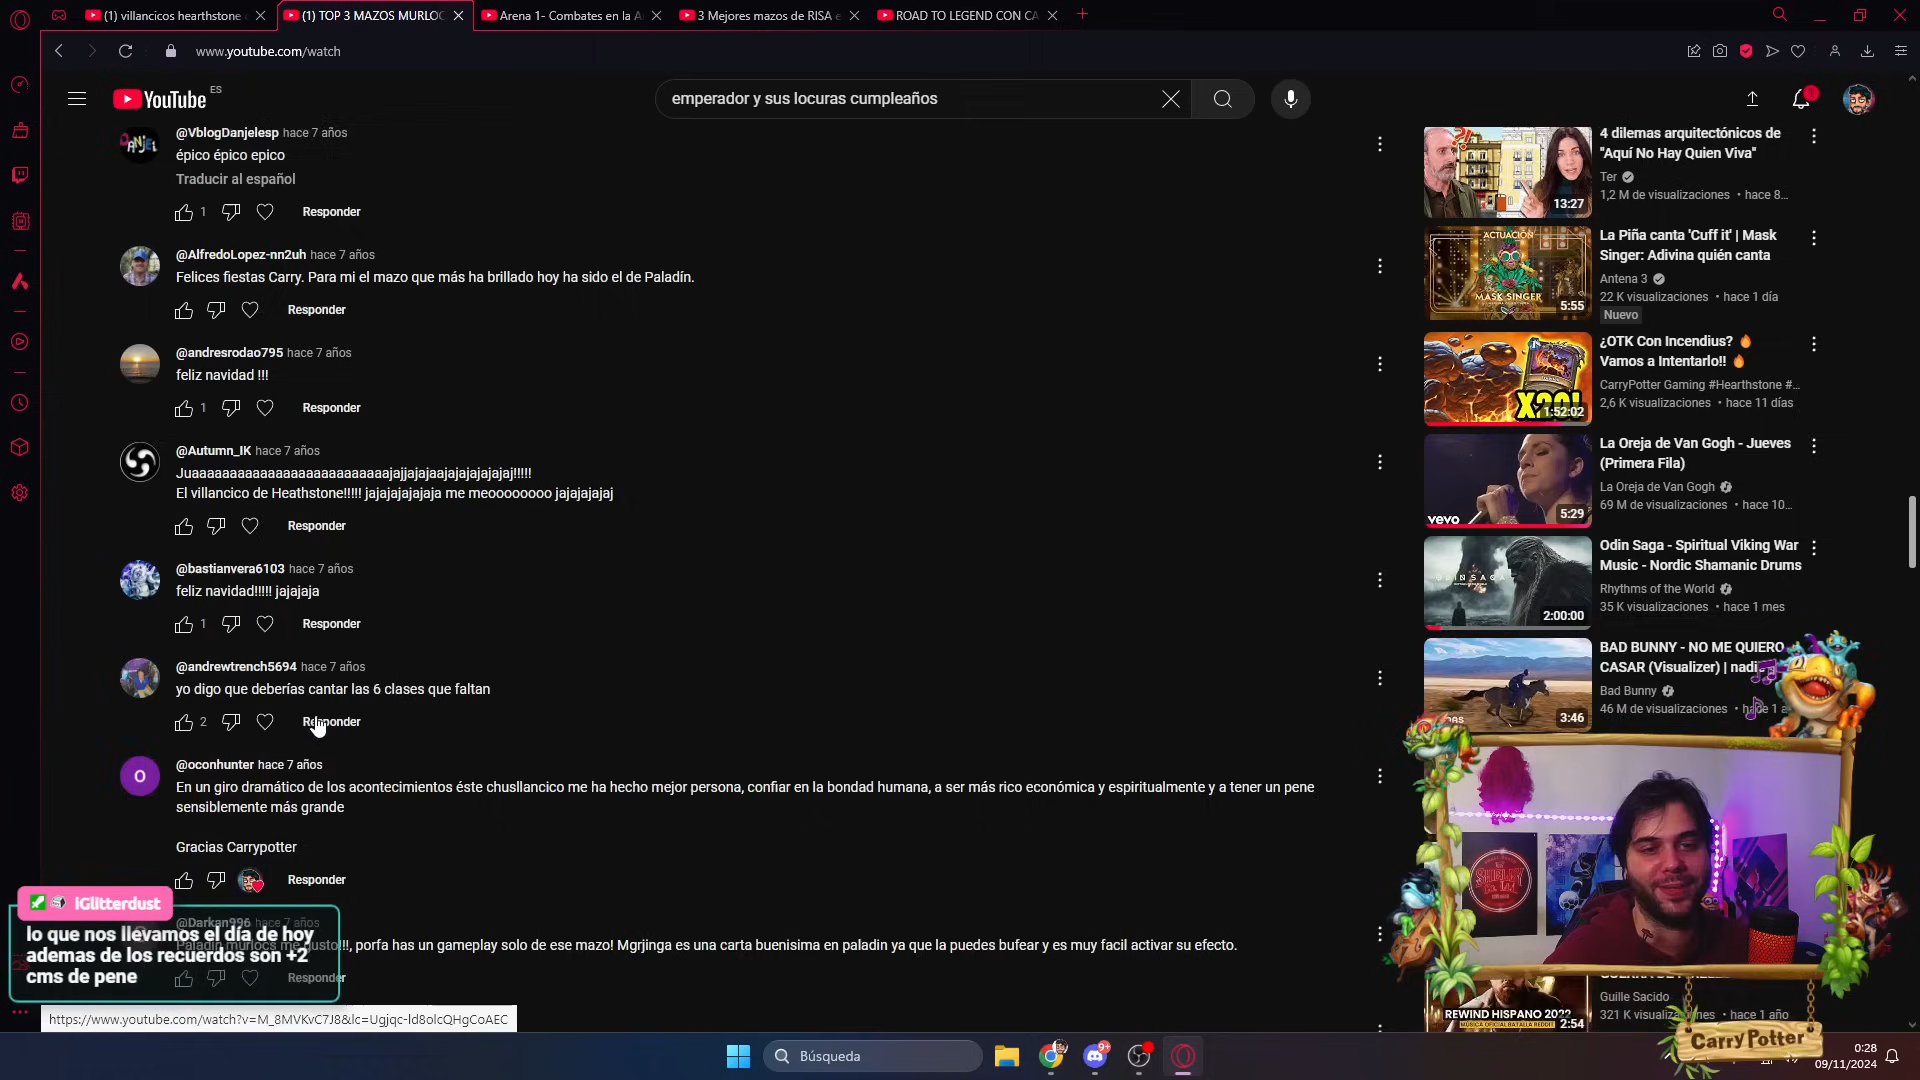 (1) villancicos hearthstone
(1) TOP 3 MAZOS MURLOC
Arena 1- Combates en la A
3 Mejores mazos de RISA e
ROAD TO LEGEND CON CA
www.youtube.com/watch
YouTube ES
emperador y sus locuras cumpleaños
@VblogDanjelesp hace 7 años
épico épico epico
Traducir al español
1 Responder
@AlfredoLopez-nn2uh hace 7 años
Felices fiestas Carry. Para mi el mazo que más ha brillado hoy ha sido el de Paladín.
Responder
@andresrodao795 hace 7 años
feliz navidad !!!
1 Responder
@Autumn_IK hace 7 años
Juaaaaaaaaaaaaaaaaaaaaaaaaaajajjajajaajajajajajajaj!!!!!
El villancico de Heathstone!!!!! jajajajajajaja me meoooooooo jajajajajaj
Responder
@bastianvera6103 hace 7 años
feliz navidad!!!!! jajajaja
1 Responder
@andrewtrench5694 hace 7 años
yo digo que deberías cantar las 6 clases que faltan
2 Responder
@oconhunter hace 7 años
O
En un giro dramático de los acontecimientos éste chusllancico me ha hecho mejor persona, confiar en la bondad humana, a ser más rico económica y espiritualmente y a tener un pene
sensiblemente más grande
Gracias Carrypotter
Responder
@Darkan996 hace 7 años
Paladin murlocs me gusto!!!, porfa has un gameplay solo de ese mazo! Mgrjinga es una carta buenisima en paladin ya que la puedes bufear y es muy facil activar su efecto.
Responder
iGlitterdust
lo que nos llevamos el día de hoy
ademas de los recuerdos son +2
cms de pene
https://www.youtube.com/watch?v=M_8MVKvC7J8&lc=Ugjqc-ld8olcQHgCoAEC
4 dilemas arquitectónicos de
"Aquí No Hay Quien Viva"
Ter
1,2 M de visualizaciones • hace 8...
13:27
La Piña canta 'Cuff it' | Mask
Singer: Adivina quién canta
Antena 3
22 K visualizaciones • hace 1 día
Nuevo
ACTUACIÓN
MASK SINGER
5:55
¿OTK Con Incendius?
Vamos a Intentarlo!!
CarryPotter Gaming #Hearthstone #...
2,6 K visualizaciones • hace 11 días
X20!
1:52:02
La Oreja de Van Gogh - Jueves
(Primera Fila)
La Oreja de Van Gogh
69 M de visualizaciones • hace 10...
vevo
5:29
Odin Saga - Spiritual Viking War
Music - Nordic Shamanic Drums
Rhythms of the World
35 K visualizaciones • hace 1 mes
ODINSAGA
2:00:00
BAD BUNNY - NO ME QUIERO
CASAR (Visualizer) | nadi
Bad Bunny
46 M de visualizaciones • hace 1 a
3:46
Guille Sacido
321 K visualizaciones • hace 1 año
REWIND HISPANO 2022
MUSICA OFICIAL BATALLA REDDIT
2:54
CarryPotter
Búsqueda
9+
0:28
09/11/2024